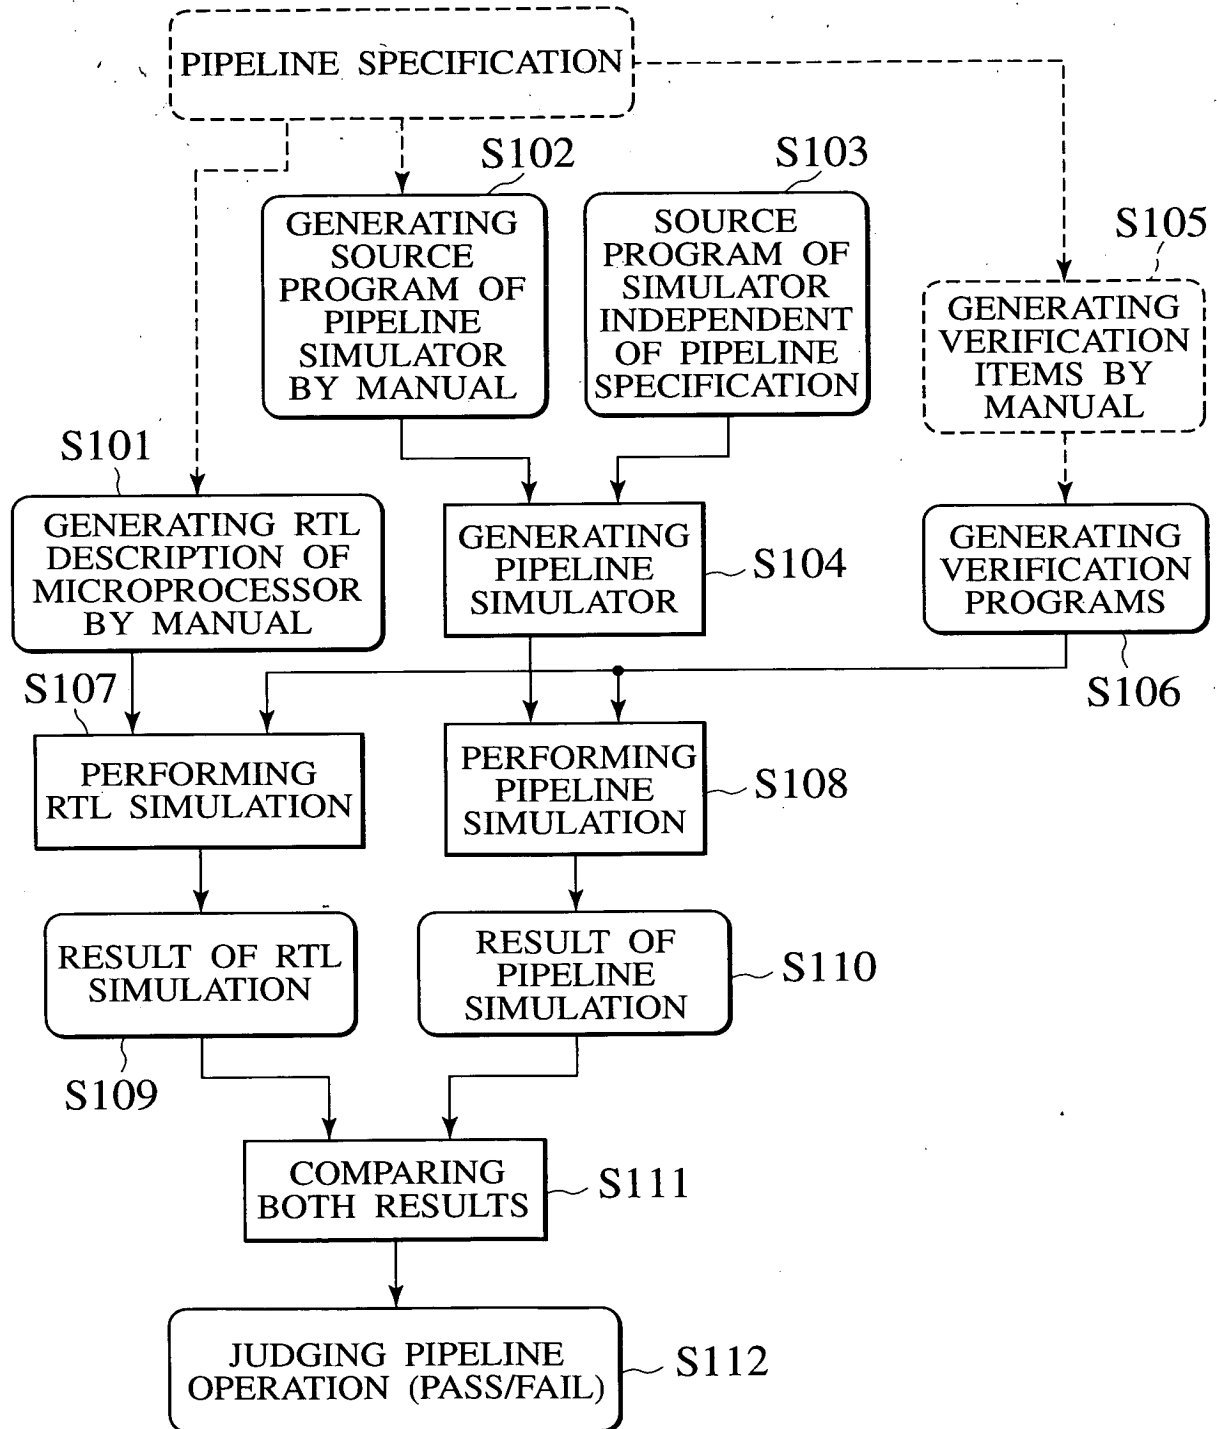 PIPELINE SPECIFICATION
S102
S103
GENERATING
SOURCE
PROGRAM OF
PIPELINE
SIMULATOR
BY MANUAL
SOURCE
PROGRAM OF
SIMULATOR
INDEPENDENT
OF PIPELINE
SPECIFICATION
S105
GENERATING
VERIFICATION
ITEMS BY
MANUAL
S101
GENERATING RTL
DESCRIPTION OF
MICROPROCESSOR
BY MANUAL
GENERATING
PIPELINE
SIMULATOR
S104
GENERATING
VERIFICATION
PROGRAMS
S106
S107
PERFORMING
RTL SIMULATION
PERFORMING
PIPELINE
SIMULATION
S108
RESULT OF RTL
SIMULATION
S109
RESULT OF
PIPELINE
SIMULATION
S110
COMPARING
BOTH RESULTS
S111
JUDGING PIPELINE
OPERATION (PASS/FAIL)
S112